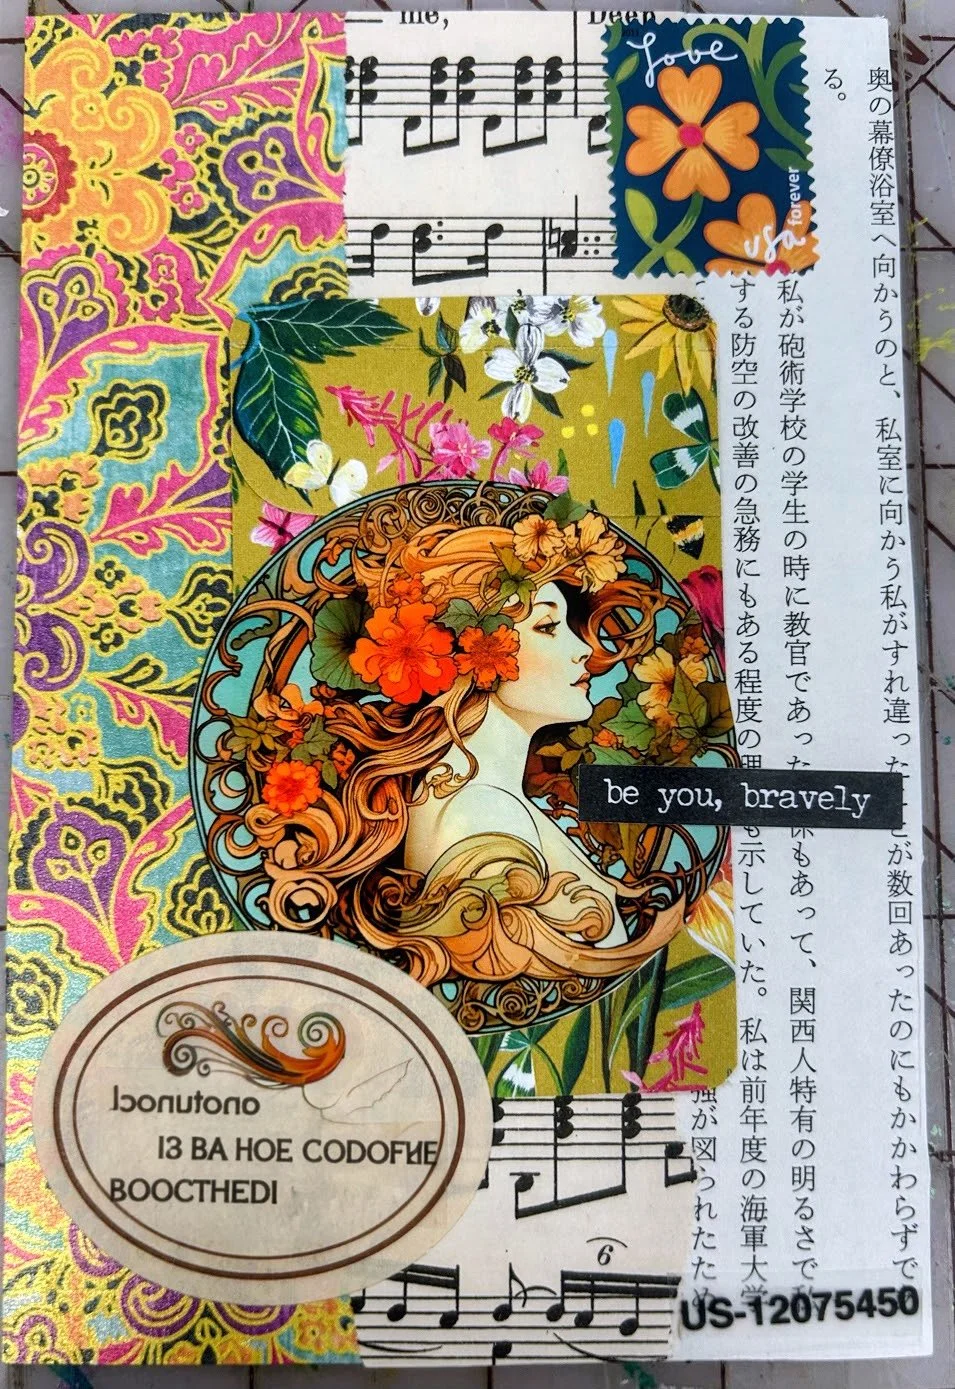 me,
Deep
Love
usa forever
奥の幕僚浴室へ向かうのと、私室に向かう私がすれ違った
が数回あったのにもかかわらずで
る。
私が砲術学校の学生の時に教官であった
もあって、関西人特有の明るさで
する防空の改善の急務にもある程度の理
も示していた。私は前年度の海軍大学
が図られたため
be you, bravely
IƷ BA HOE CODOFИE
BOOCTHEDI
6
US-12075450